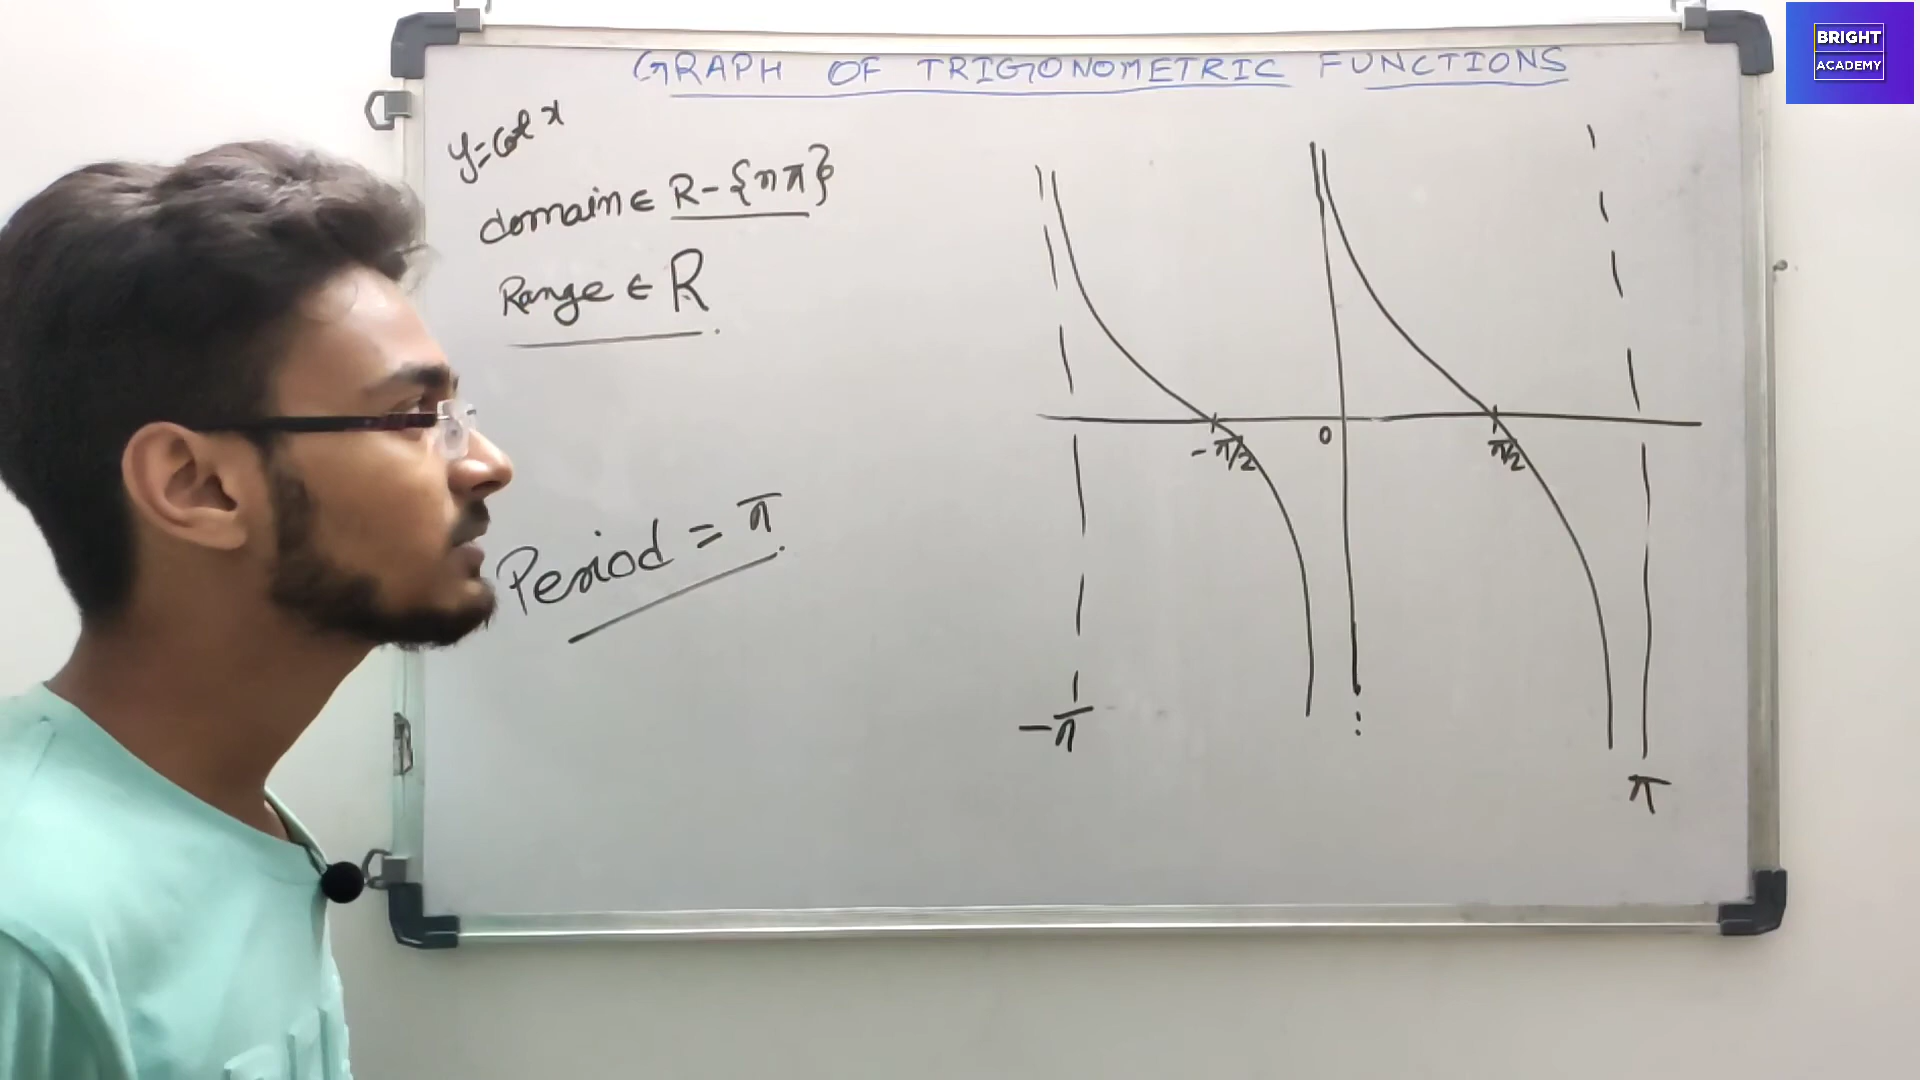 BRIGHT
ACADEMY
GRAPH OF TRIGONOMETRIC FUNCTIONS
y=cot x
domain ∈ R-{nπ}
Range ∈ R
Period = π
-π/2
0
π/2
-π
π